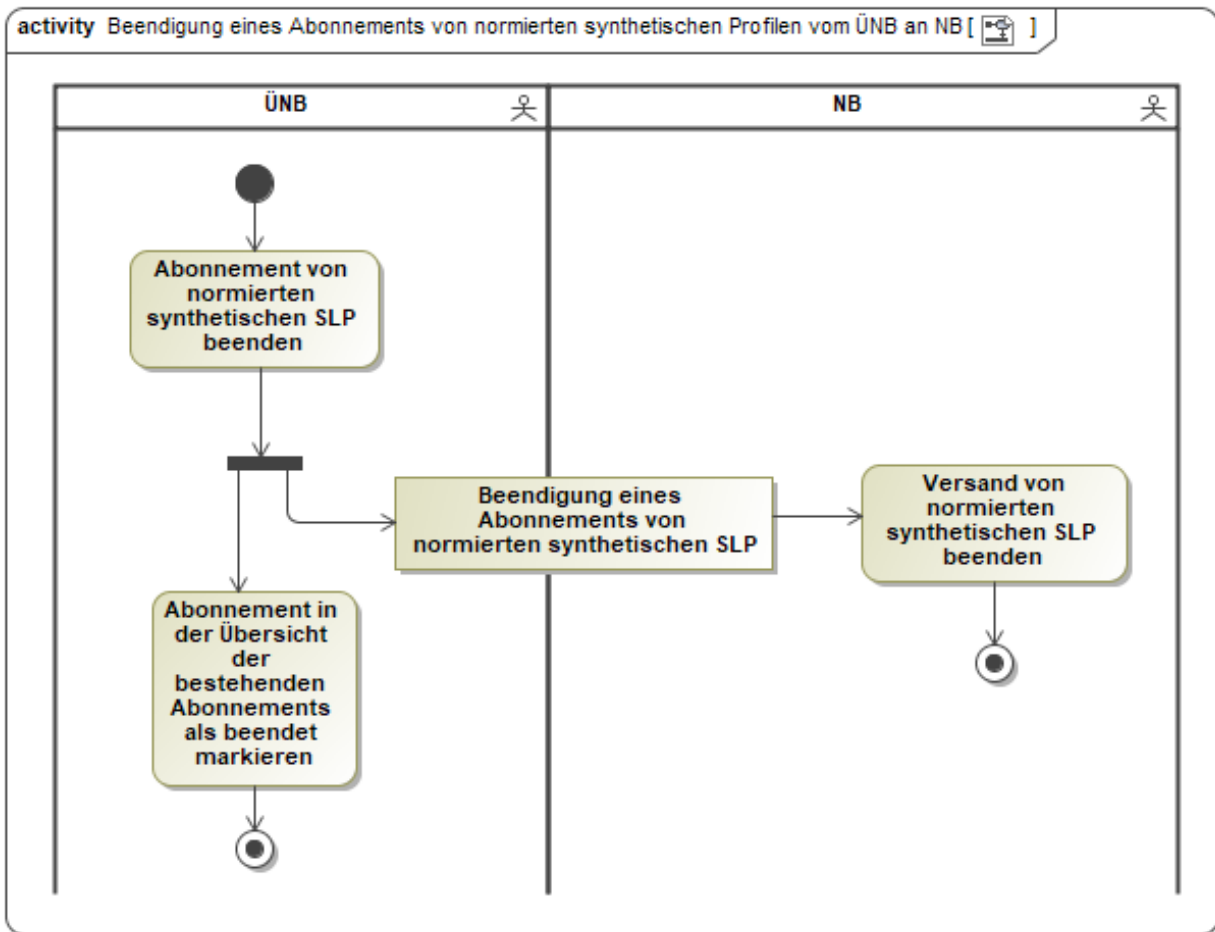 activity Beendigung eines Abonnements von normierten synthetischen Profilen vom ÜNB an NB [ ]
ÜNB
NB
Abonnement von
normierten
synthetischen SLP
beenden
Beendigung eines
Abonnements von
normierten synthetischen SLP
Versand von
normierten
synthetischen SLP
beenden
Abonnement in
der Übersicht
der
bestehenden
Abonnements
als beendet
markieren